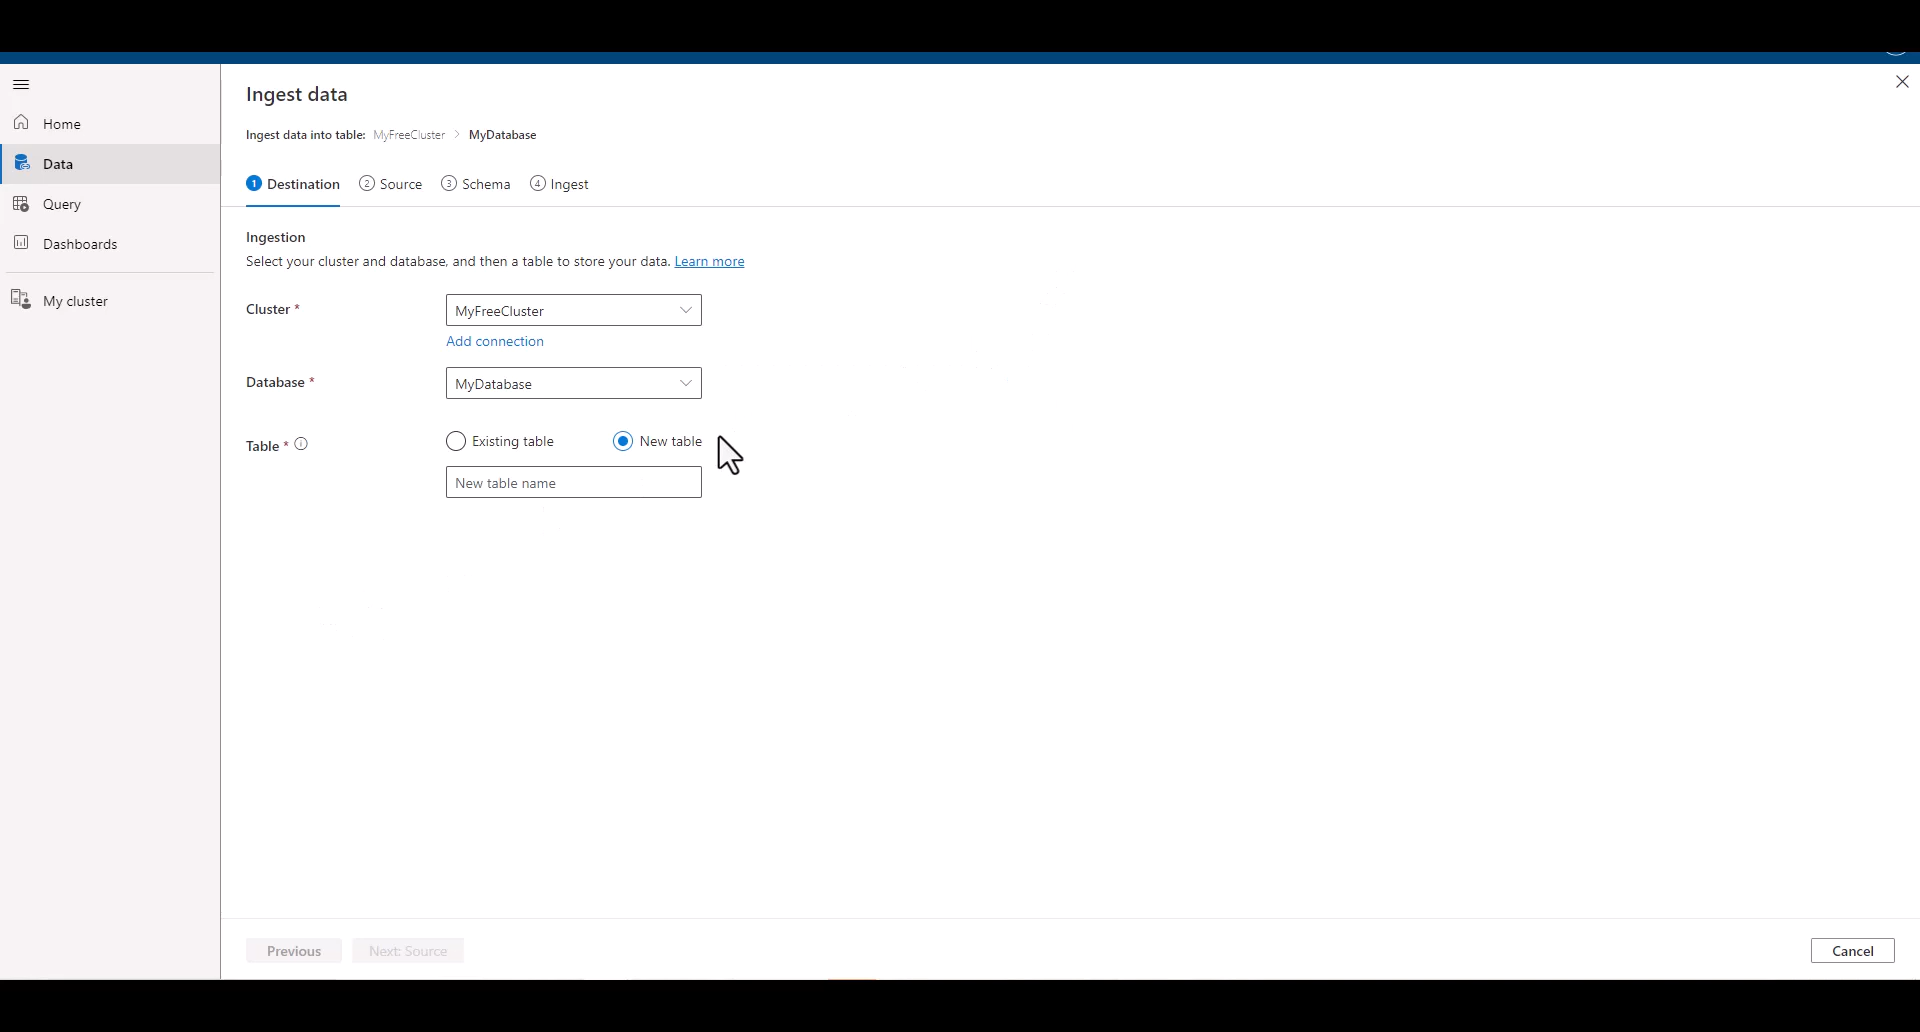 Ingest data
Ingest data into table: MyFreeCluster > MyDatabase
Home
Data
Query
Dashboards
My cluster
1 Destination 2 Source 3 Schema 4 Ingest
Ingestion
Select your cluster and database, and then a table to store your data. Learn more
Cluster * MyFreeCluster
Add connection
Database * MyDatabase
Table * Existing table New table
New table name
Previous Next: Source Cancel